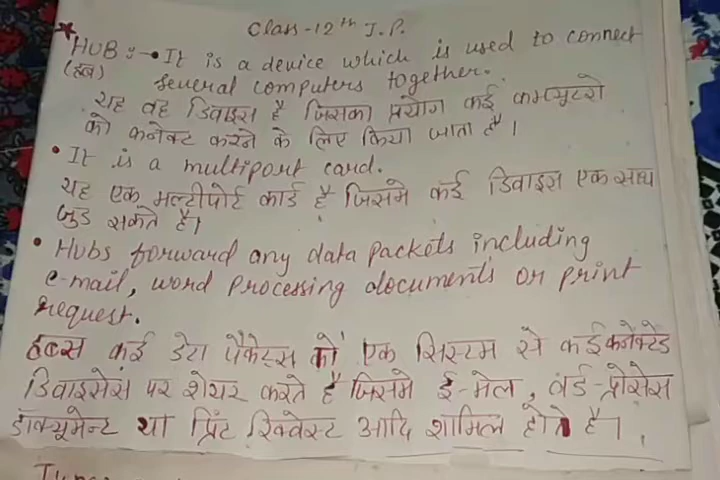 Class-12th I.P.
HUB :- • It is a device which is used to connect
(हब) several computers together.
यह वह डिवाइस है जिसका प्रयोग कई कम्प्युटरो
को कनेक्ट करने के लिए किया जाता है।
• It is a multiport card.
यह एक मल्टीपोर्ट कार्ड है जिसमे कई डिवाइस एक साथ
जुड सकते है।
• Hubs forward any data packets including
e-mail, word processing documents or print
request.
हब्स कई डेटा पैकेट्स को एक सिस्टम से कई कनेक्टेड
डिवाइसेस पर शेयर करते है जिसमे ई-मेल, वर्ड-प्रोसेस
डॉक्यूमेन्ट या प्रिंट रिक्वेस्ट आदि शामिल होते है।